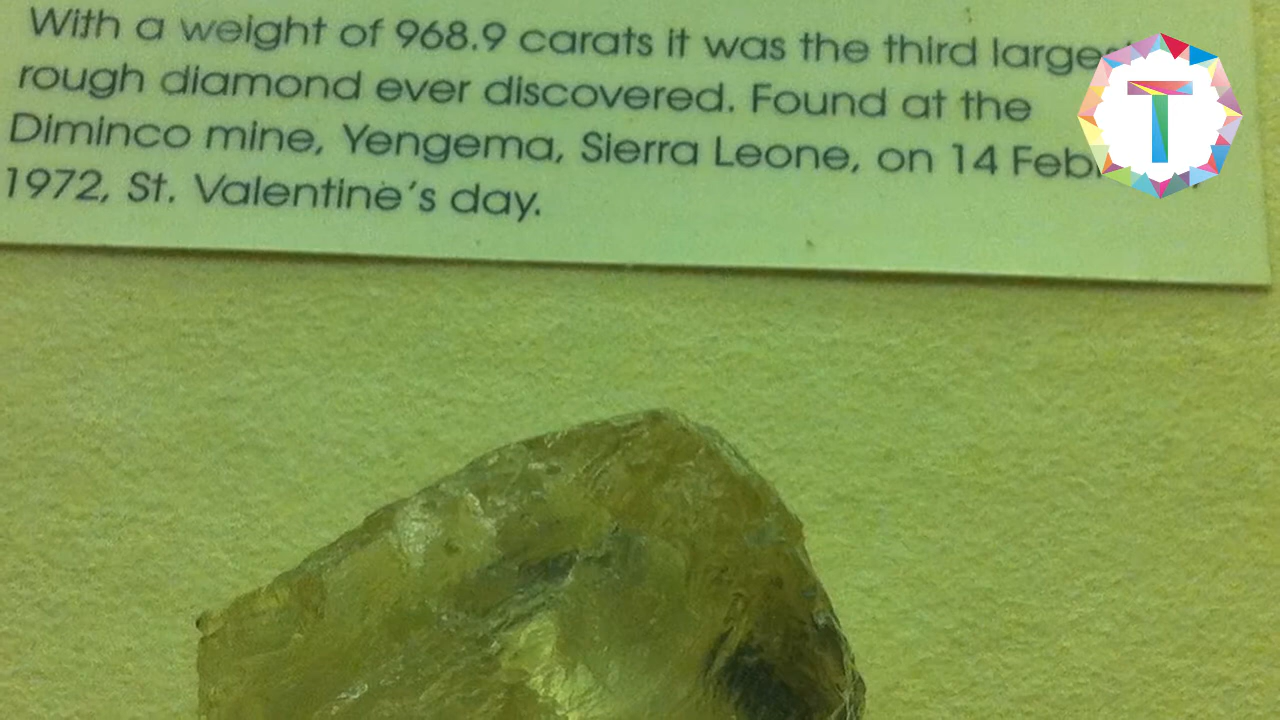 With a weight of 968.9 carats it was the third largest
rough diamond ever discovered. Found at the
Diminco mine, Yengema, Sierra Leone, on 14
1972, St. Valentine's day.
T